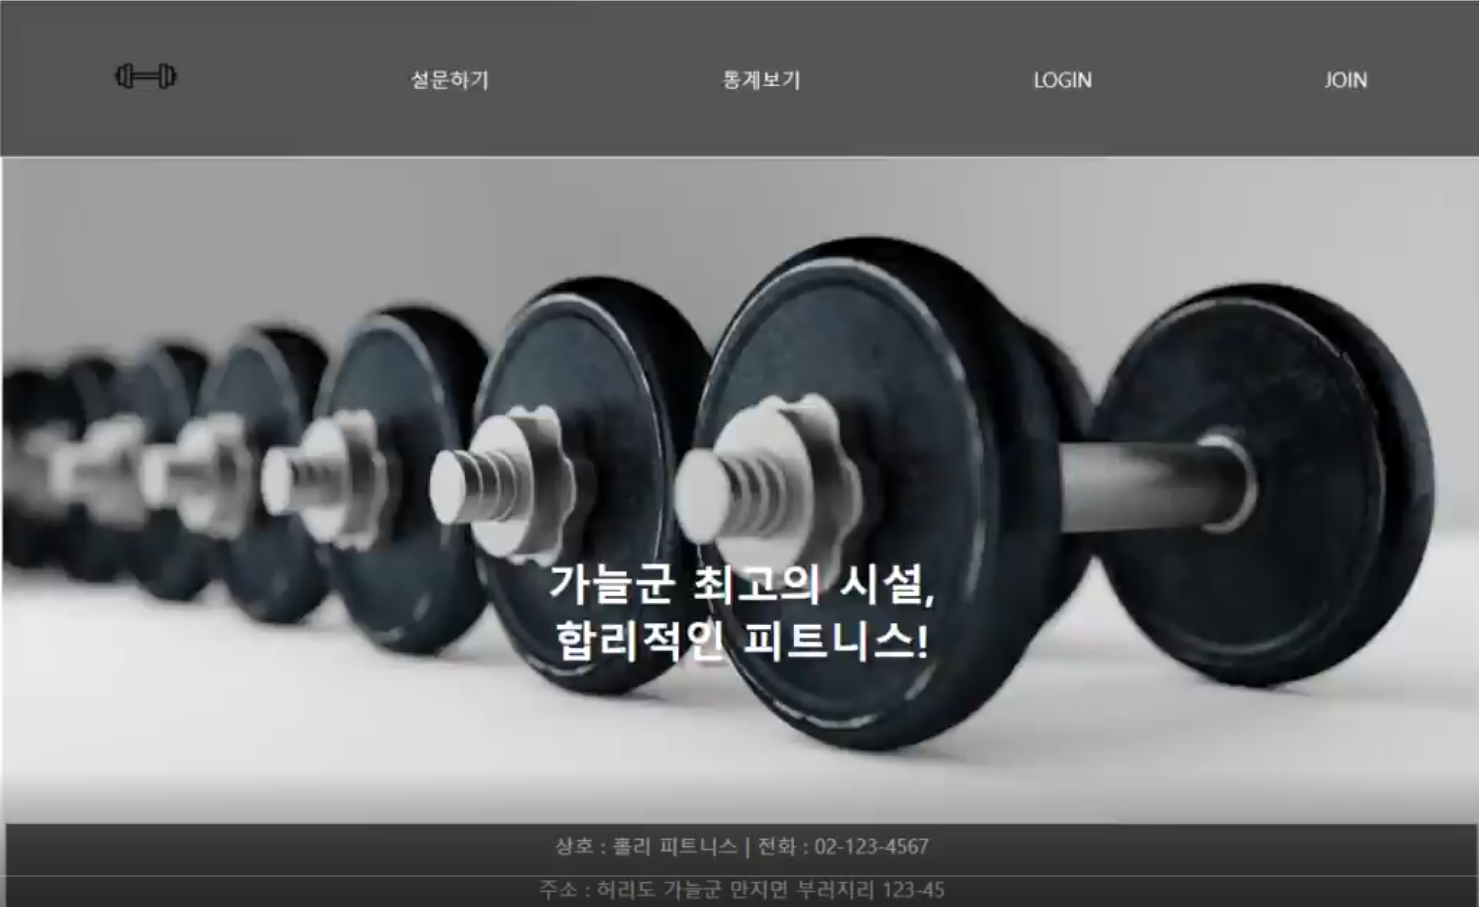 설문하기 통계보기 LOGIN JOIN
가늘군 최고의 시설,
합리적인 피트니스!
상호 : 홀리 피트니스 | 전화 : 02-123-4567
주소 : 허리도 가늘군 만지면 부러지리 123-45